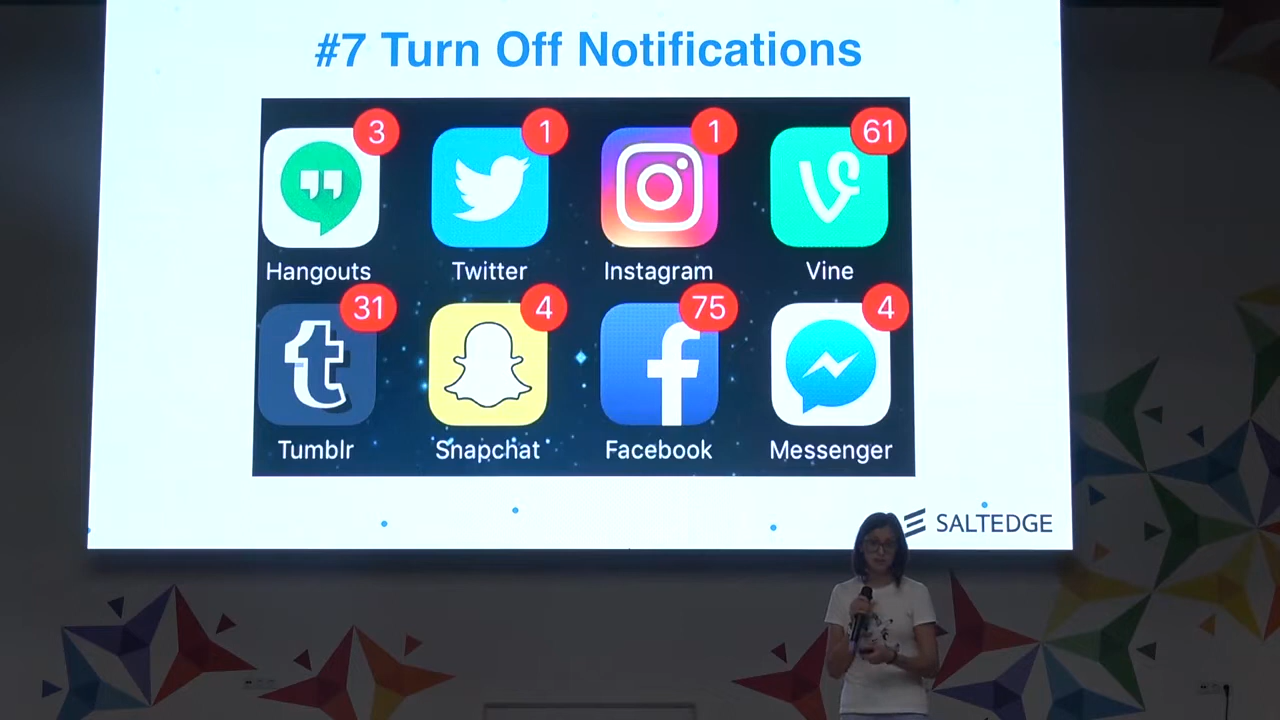 #7 Turn Off Notifications
3 1 1 61
Hangouts Twitter Instagram Vine
31 4 75 4
Tumblr Snapchat Facebook Messenger
SALTEDGE